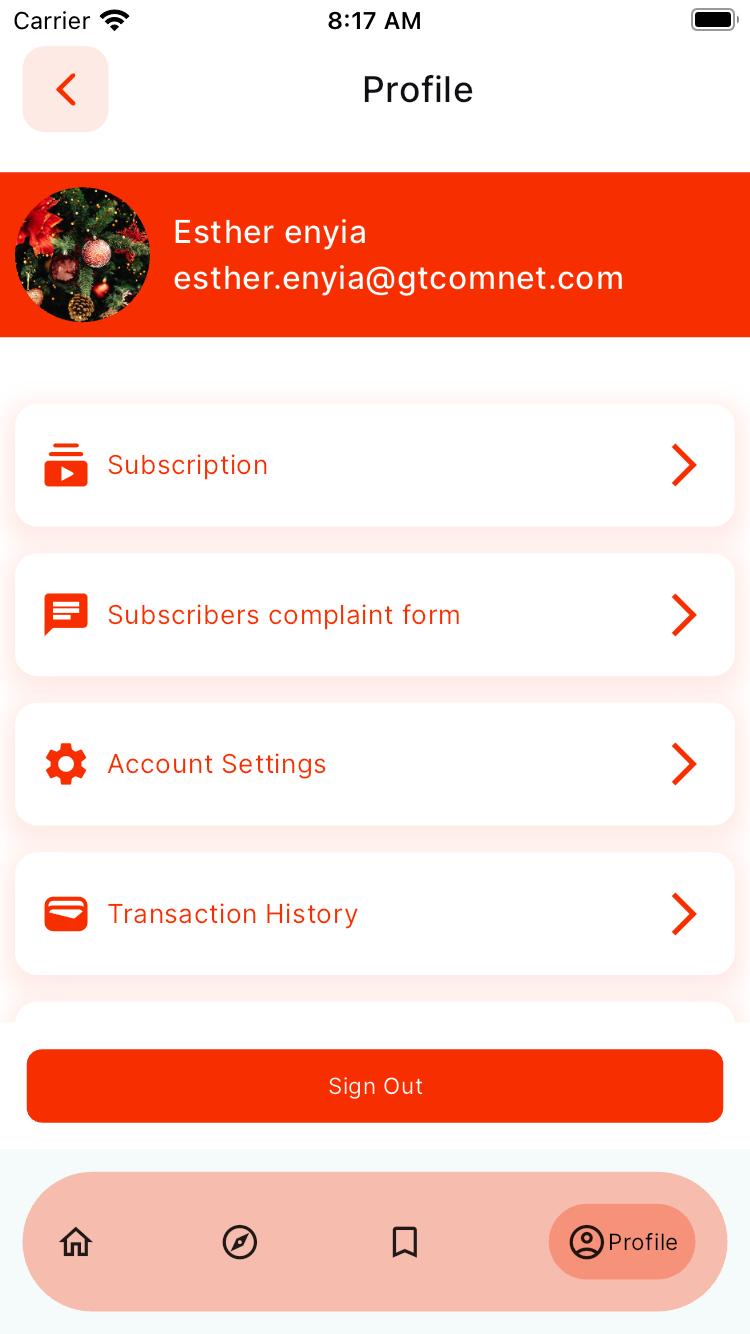 Carrier 8:17 AM
Profile
Esther enyia
esther.enyia@gtcomnet.com
Subscription
Subscribers complaint form
Account Settings
Transaction History
Sign Out
Profile